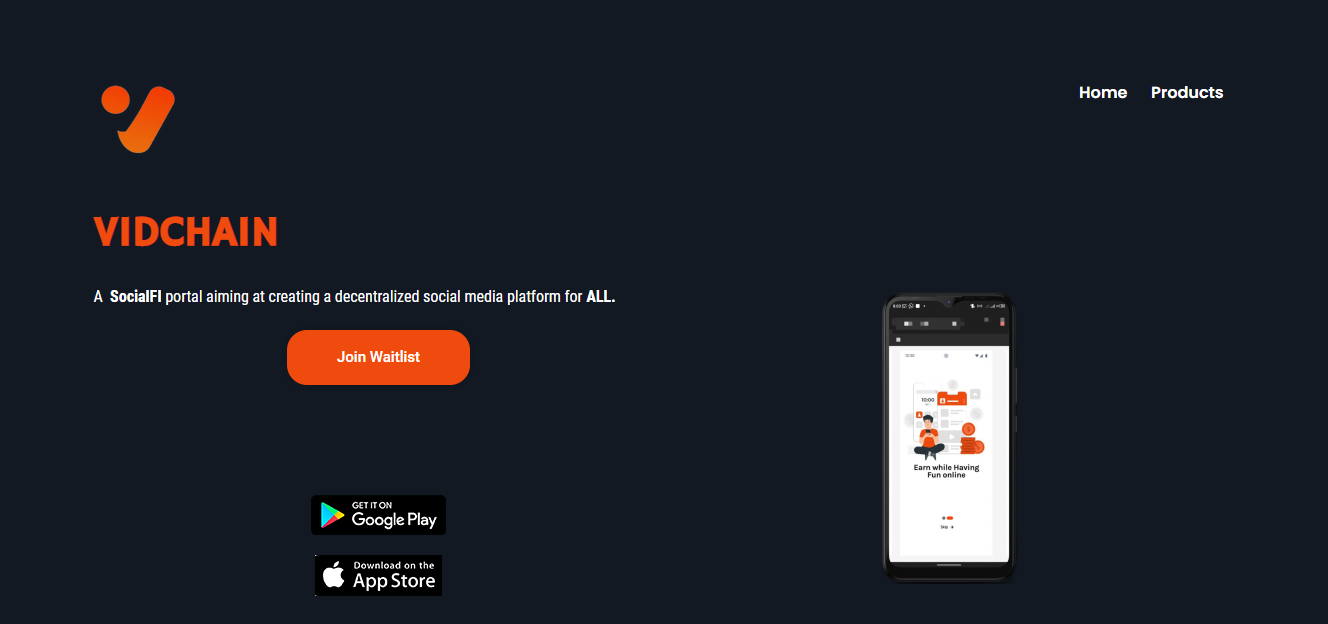 Home Products
VIDCHAIN
A SocialFI portal aiming at creating a decentralized social media platform for ALL.
Join Waitlist
10:00
Earn while Having
Fun online
Skip
GET IT ON
Google Play
Download on the
App Store